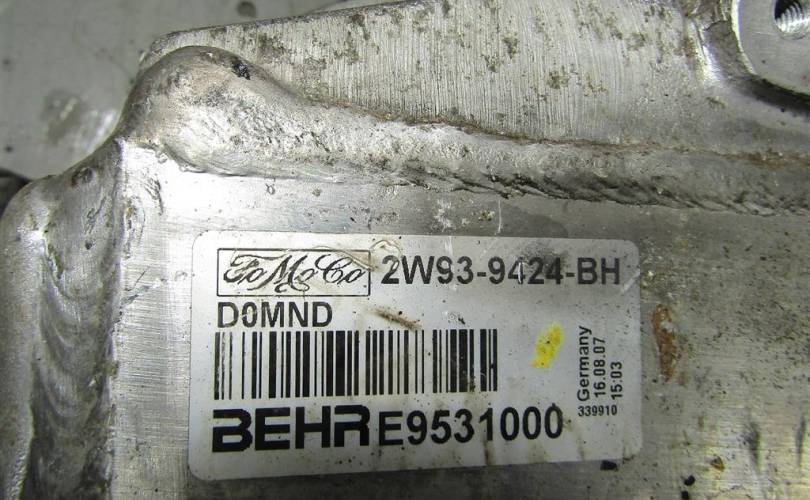 FoMoCo 2W93-9424-BH
D0MND
BEHR E9531000
Germany
16.08.07
15:03
339910